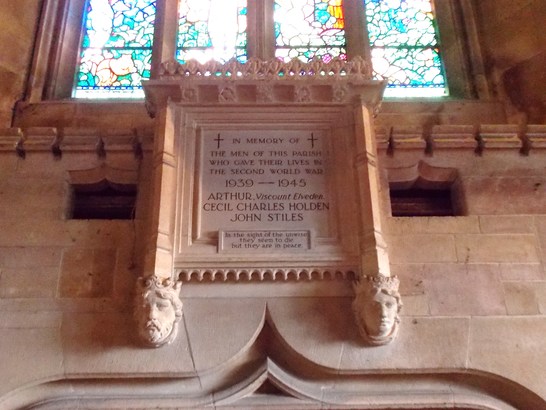 IN MEMORY OF
THE MEN OF THIS PARISH
WHO GAVE THEIR LIVES IN
THE SECOND WORLD WAR
1939 — 1945
ARTHUR, Viscount Elveden
CECIL CHARLES HOLDEN
JOHN STILES
In the sight of the unwise
they seem to die
but they are in peace